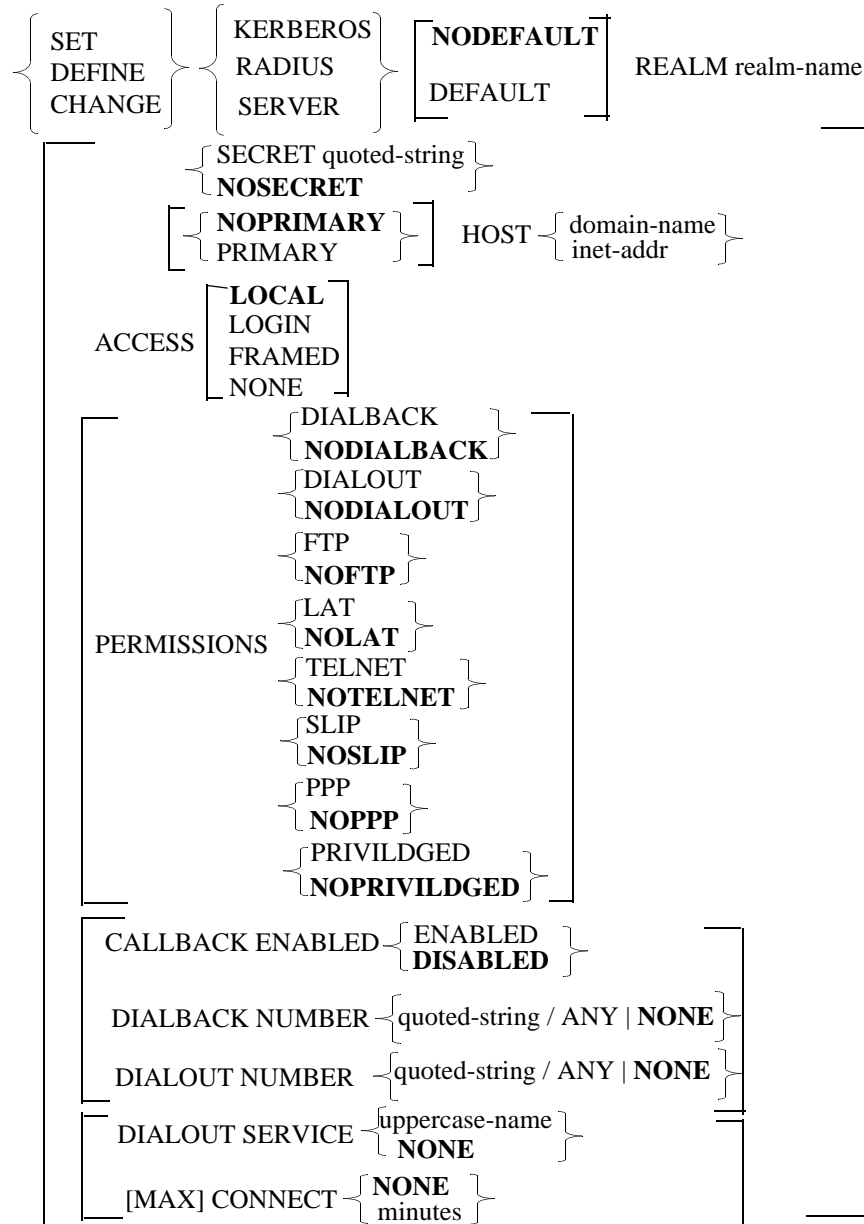 SET
DEFINE
CHANGE
KERBEROS
RADIUS
SERVER
NODEFAULT
DEFAULT
REALM realm-name
SECRET quoted-string
NOSECRET
NOPRIMARY
PRIMARY
HOST
domain-name
inet-addr
ACCESS
LOCAL
LOGIN
FRAMED
NONE
PERMISSIONS
DIALBACK
NODIALBACK
DIALOUT
NODIALOUT
FTP
NOFTP
LAT
NOLAT
TELNET
NOTELNET
SLIP
NOSLIP
PPP
NOPPP
PRIVILDGED
NOPRIVILDGED
CALLBACK ENABLED
ENABLED
DISABLED
DIALBACK NUMBER
quoted-string / ANY | NONE
DIALOUT NUMBER
quoted-string / ANY | NONE
DIALOUT SERVICE
uppercase-name
NONE
[MAX] CONNECT
NONE
minutes